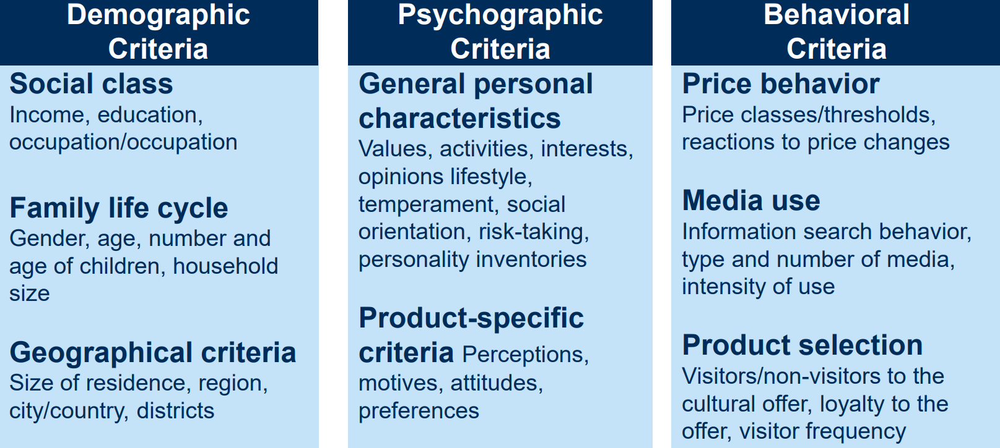 Demographic
Criteria
Social class
Income, education,
occupation/occupation
Family life cycle
Gender, age, number and
age of children, household
size
Geographical criteria
Size of residence, region,
city/country, districts
Psychographic
Criteria
General personal
characteristics
Values, activities, interests,
opinions lifestyle,
temperament, social
orientation, risk-taking,
personality inventories
Product-specific
criteria Perceptions,
motives, attitudes,
preferences
Behavioral
Criteria
Price behavior
Price classes/thresholds,
reactions to price changes
Media use
Information search behavior,
type and number of media,
intensity of use
Product selection
Visitors/non-visitors to the
cultural offer, loyalty to the
offer, visitor frequency